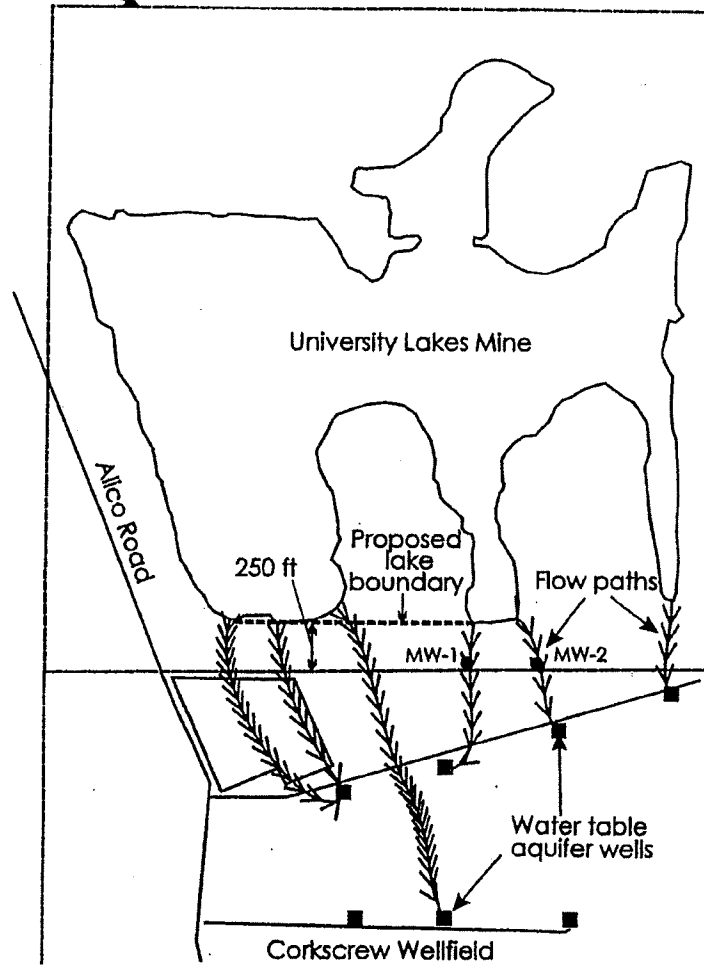 University Lakes Mine
Alico Road
250 ft
Proposed
lake
boundary
Flow paths
MW-1
MW-2
Water table
aquifer wells
Corkscrew Wellfield